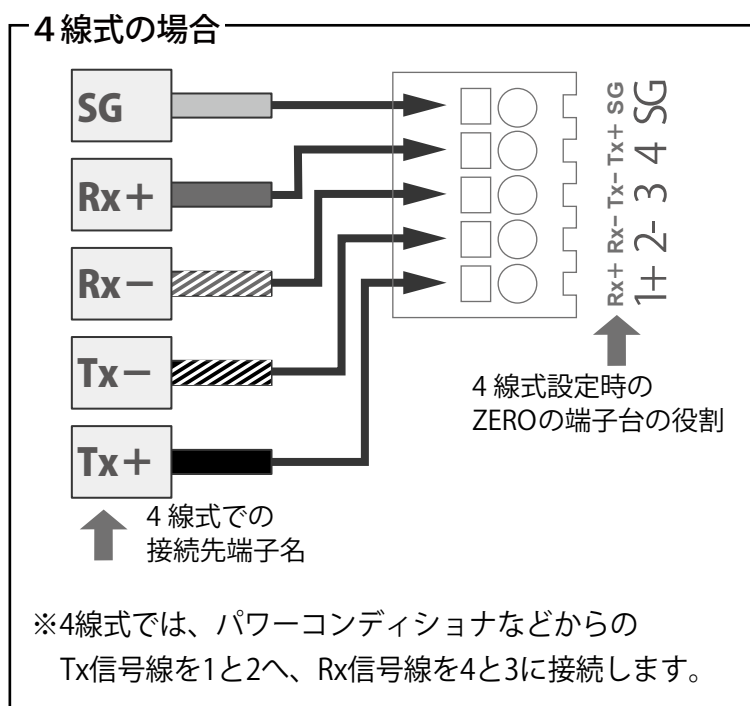 4線式の場合
SG
Rx+
Rx−
Tx−
Tx+
Rx+ Rx− Tx− Tx+ SG
1+ 2- 3 4 SG
4 線式設定時の
ZEROの端子台の役割
4 線式での
接続先端子名
※4線式では、パワーコンディショナなどからの
Tx信号線を1と2へ、Rx信号線を4と3に接続します。